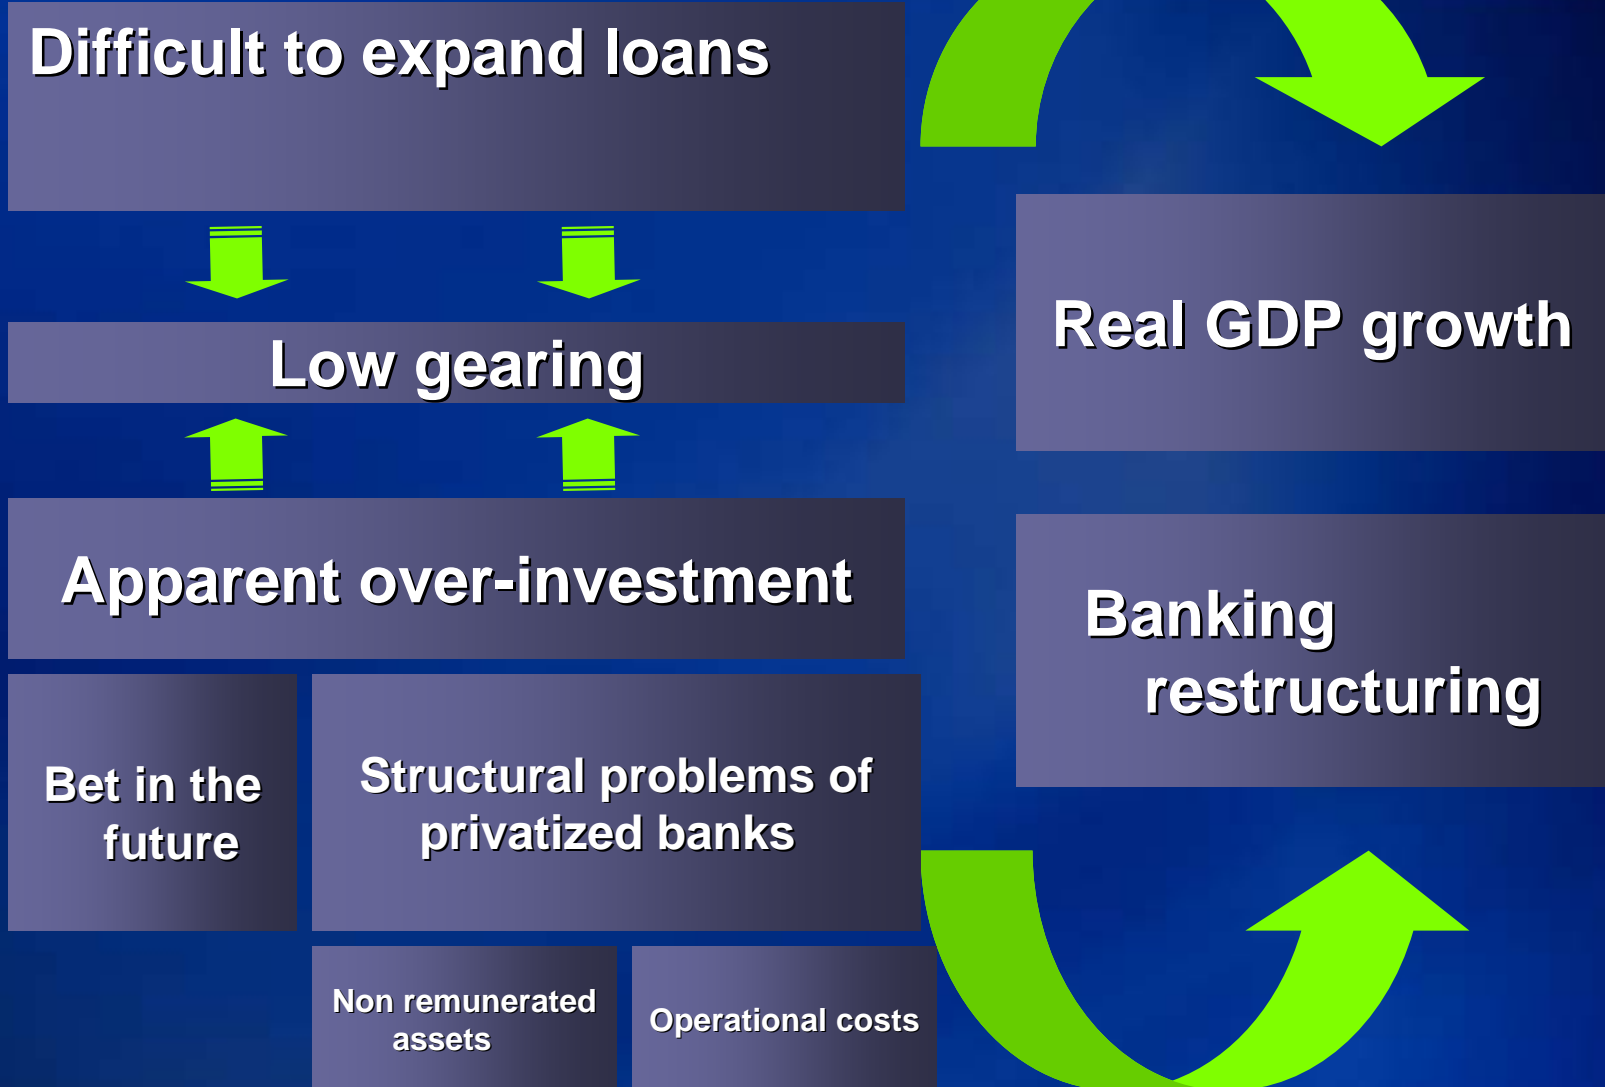 Difficult to expand loans
Low gearing
Apparent over-investment
Bet in the
future
Structural problems of
privatized banks
Non remunerated
assets
Operational costs
Real GDP growth
Banking
restructuring